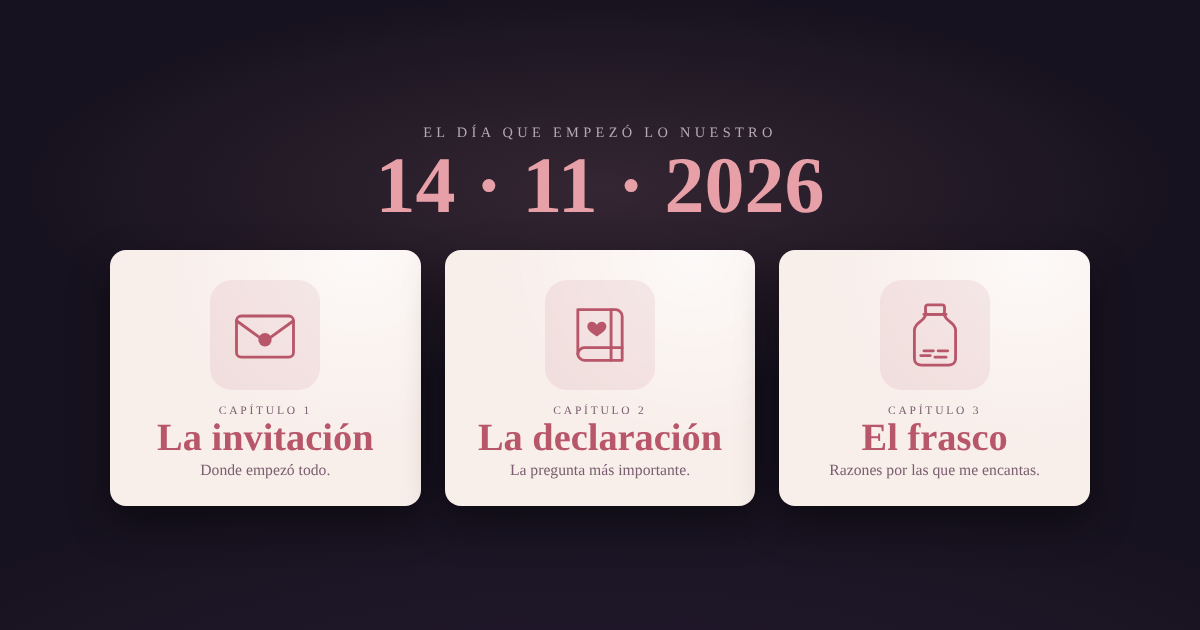 EL DÍA QUE EMPEZÓ LO NUESTRO
14 · 11 · 2026
CAPÍTULO 1
La invitación
Donde empezó todo.
CAPÍTULO 2
La declaración
La pregunta más importante.
CAPÍTULO 3
El frasco
Razones por las que me encantas.